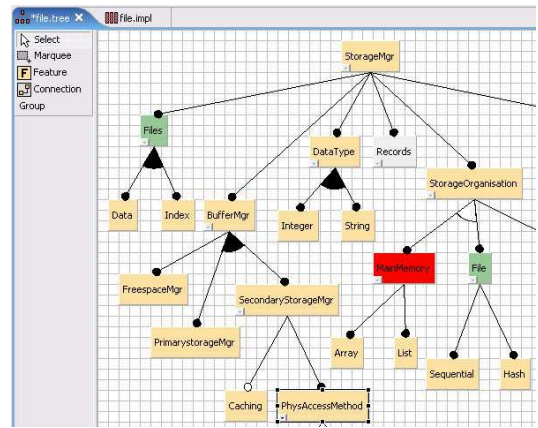 *file.tree
file.impl
Select
Marquee
F Feature
Connection
Group
StorageMgr
Files
DataType
Records
StorageOrganisation
Data
Index
BufferMgr
Integer
String
MainMemory
File
FreespaceMgr
SecondaryStorageMgr
PrimarystorageMgr
Array
List
Sequential
Hash
Caching
PhysAccessMethod